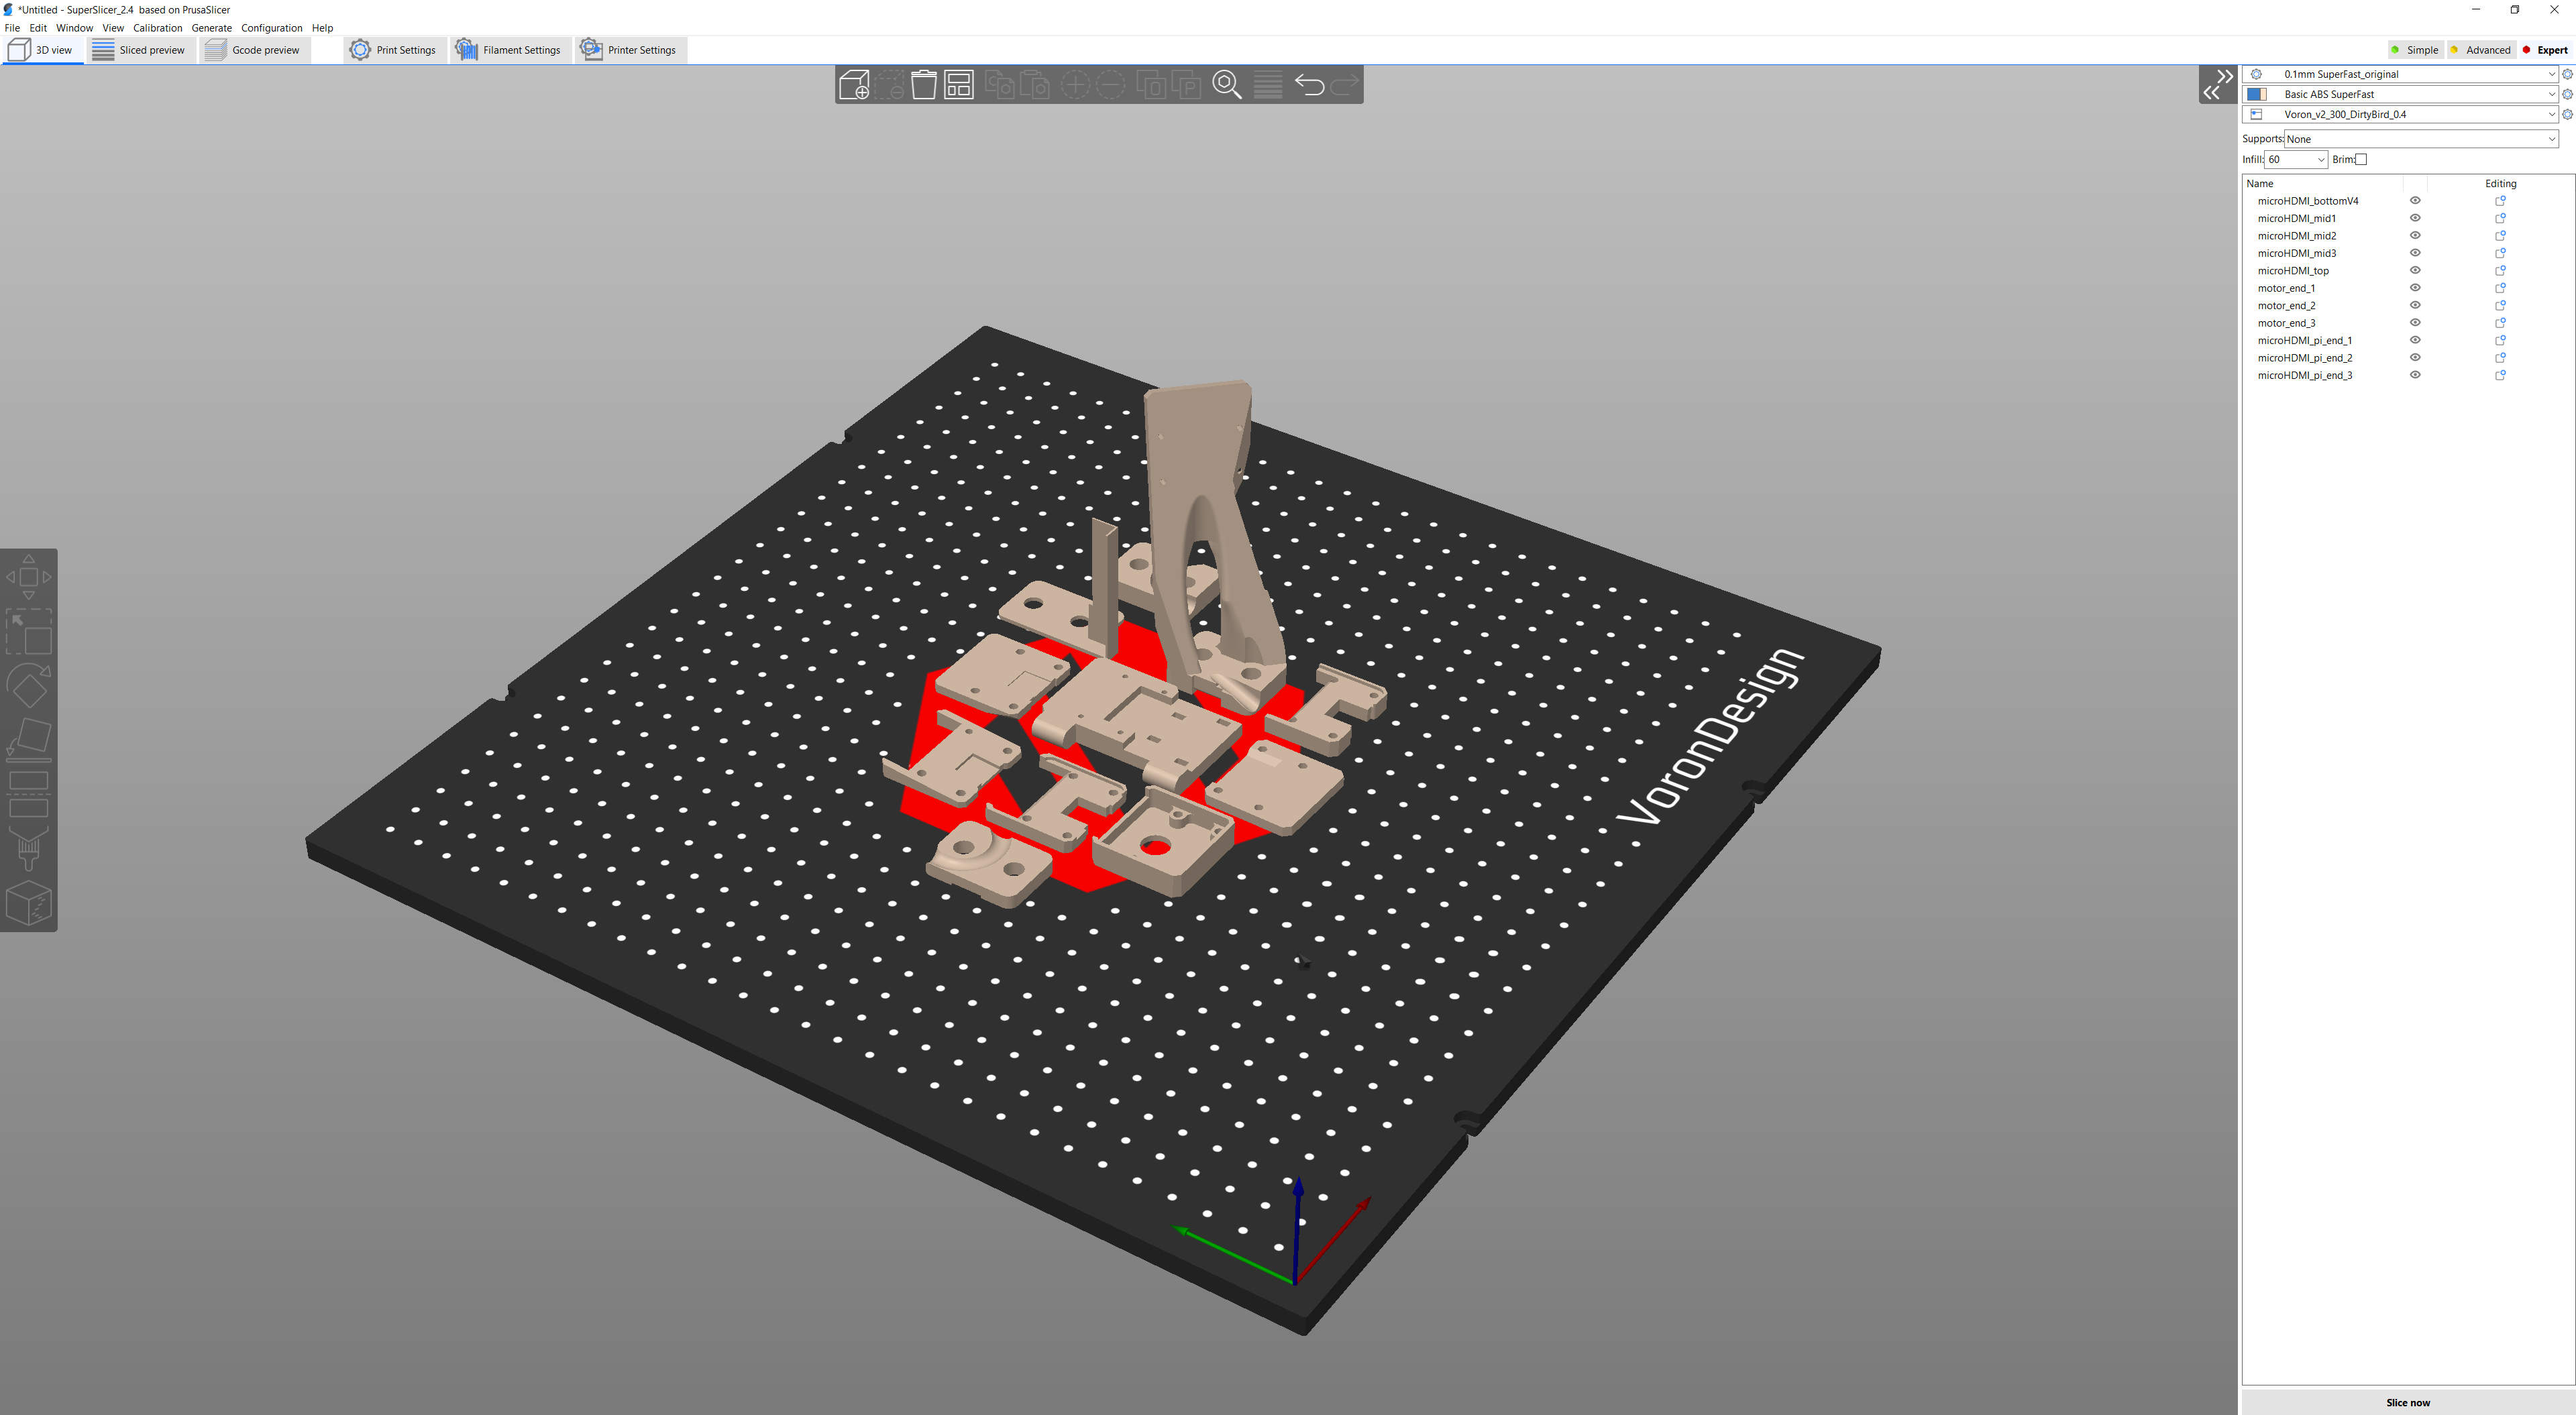 *Untitled - SuperSlicer_2.4 based on PrusaSlicer
File Edit Window View Calibration Generate Configuration Help
3D view Sliced preview Gcode preview Print Settings Filament Settings Printer Settings Simple Advanced Expert
0.1mm SuperFast_original
Basic ABS SuperFast
Voron_v2_300_DirtyBird_0.4
Supports: None
Infill: 60 Brim:
Name Editing
microHDMI_bottomV4
microHDMI_mid1
microHDMI_mid2
microHDMI_mid3
microHDMI_top
motor_end_1
motor_end_2
motor_end_3
microHDMI_pi_end_1
microHDMI_pi_end_2
microHDMI_pi_end_3
VoronDesign
Slice now